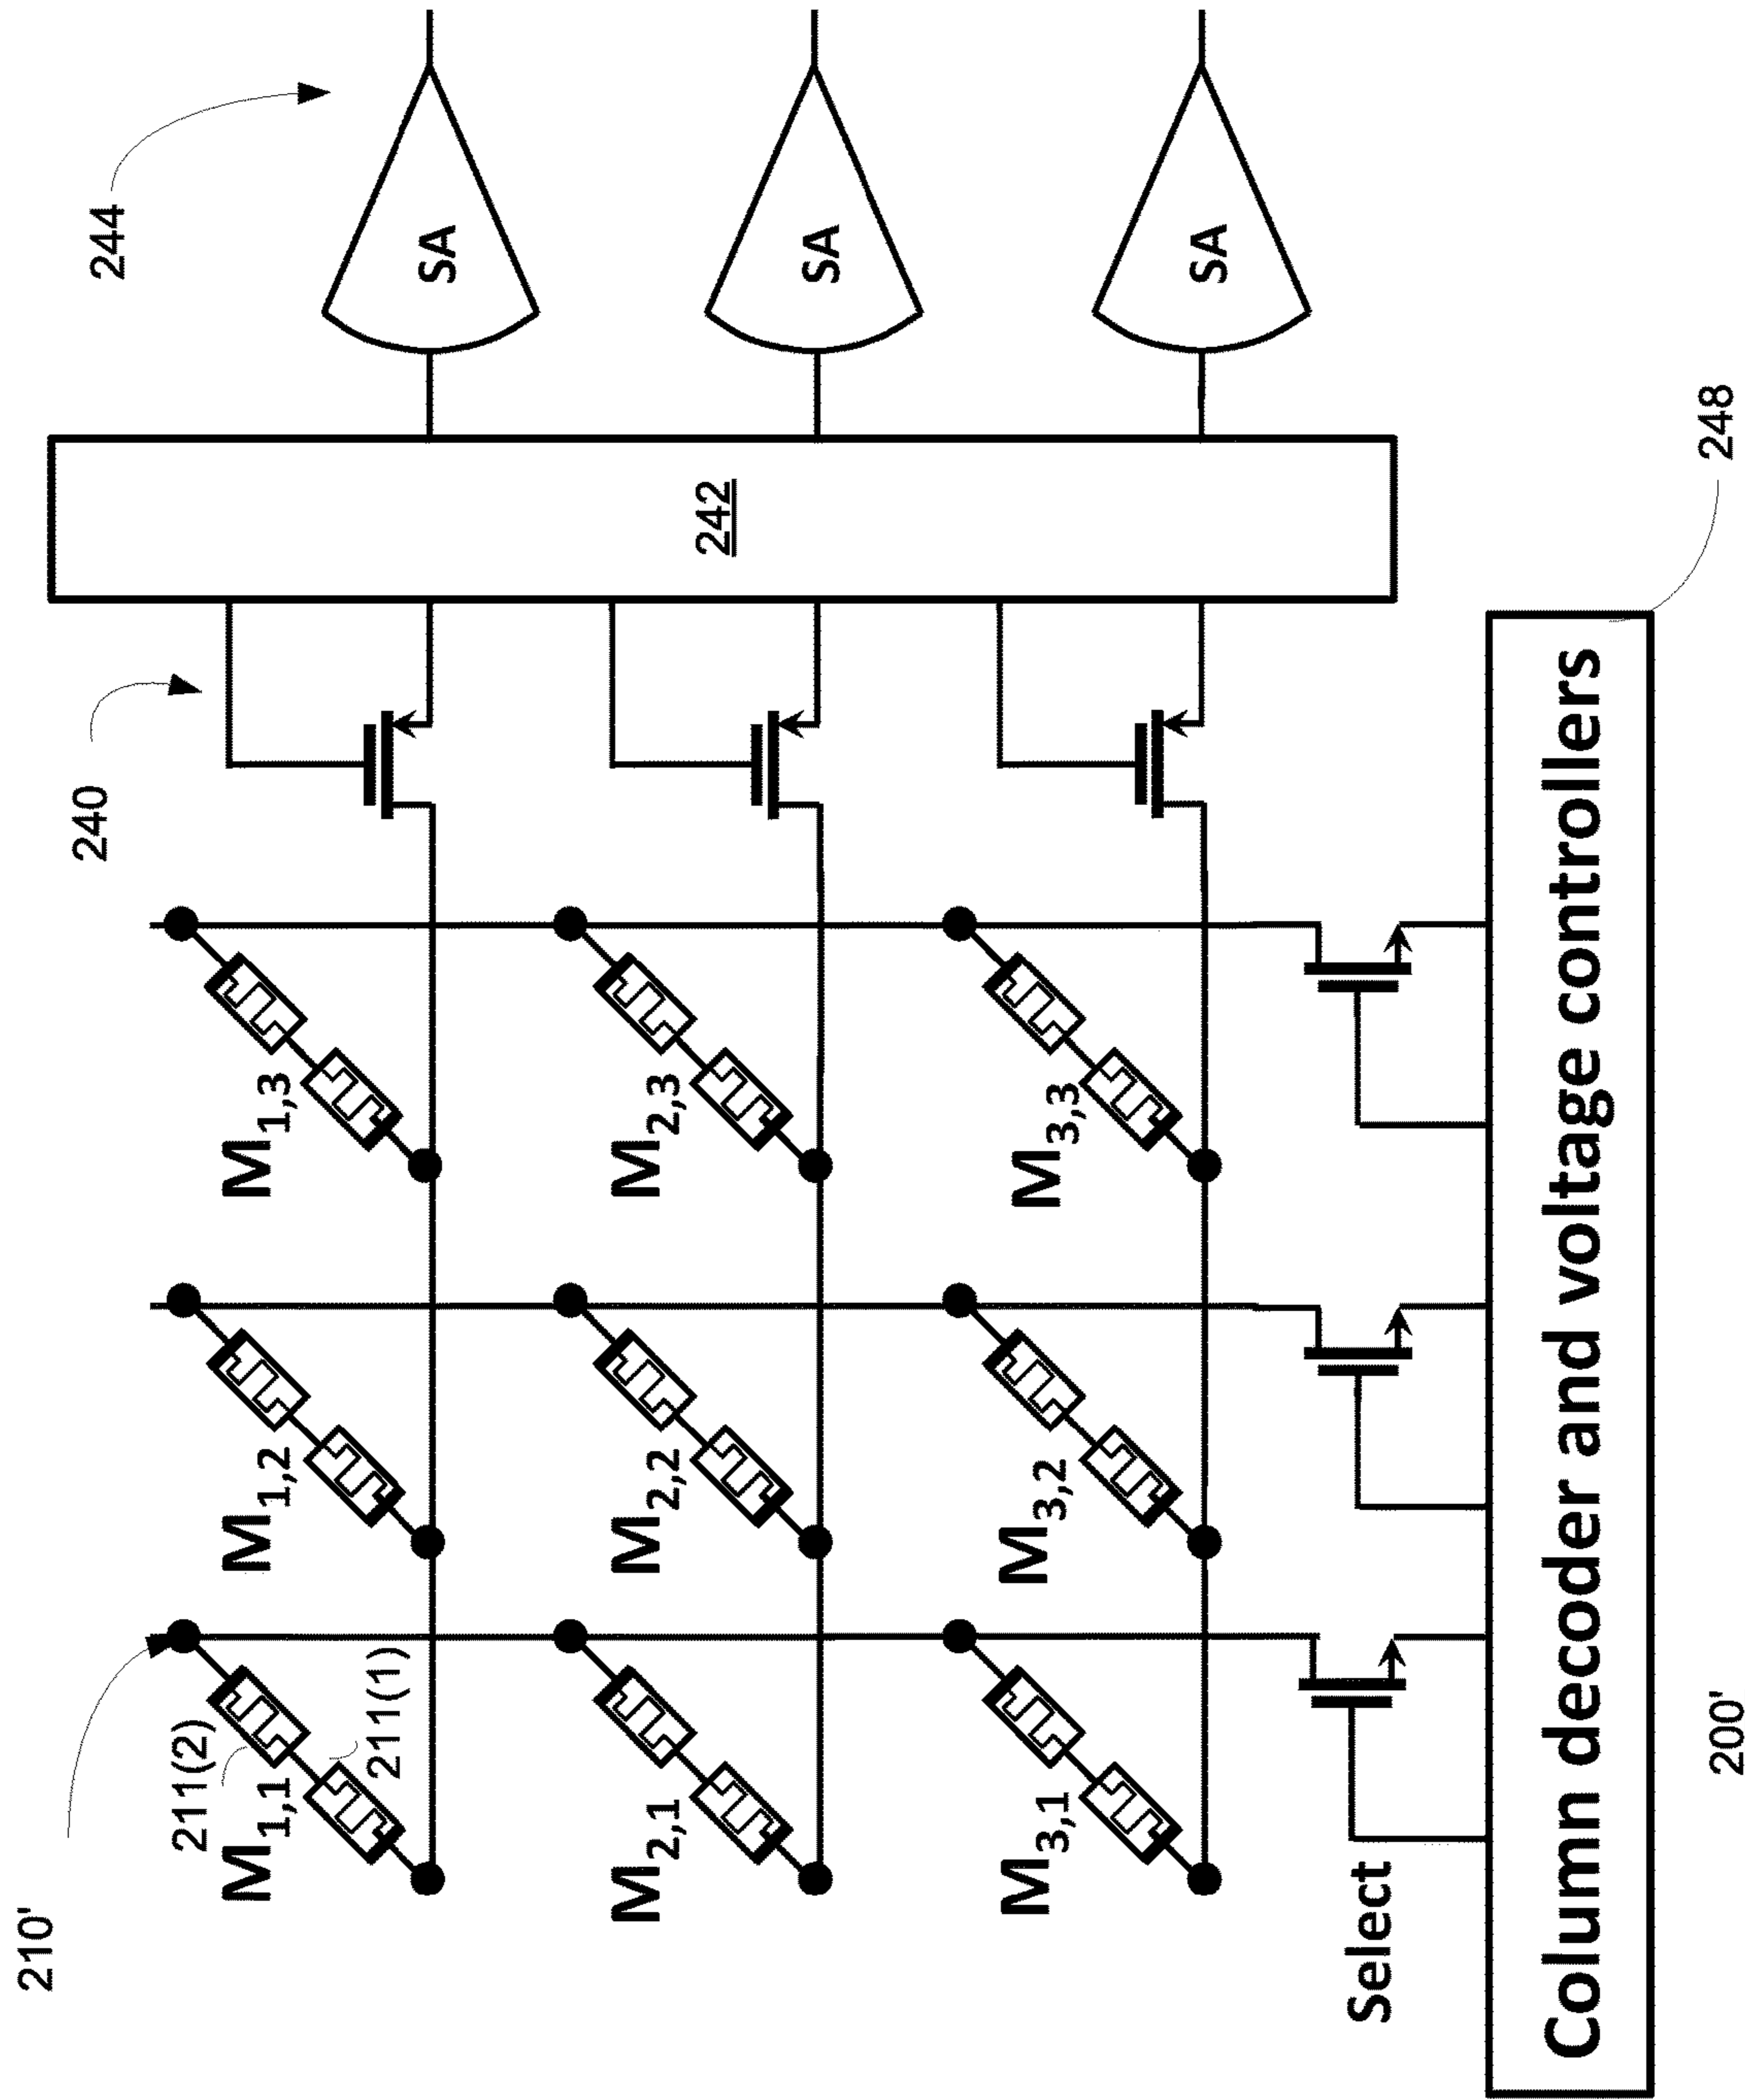 210'
240
244
211(2)
211(1)
M1,1
M1,2
M1,3
SA
M2,1
M2,2
M2,3
242
SA
M3,1
M3,2
M3,3
SA
Select
Column decoder and voltage controllers
248
200'